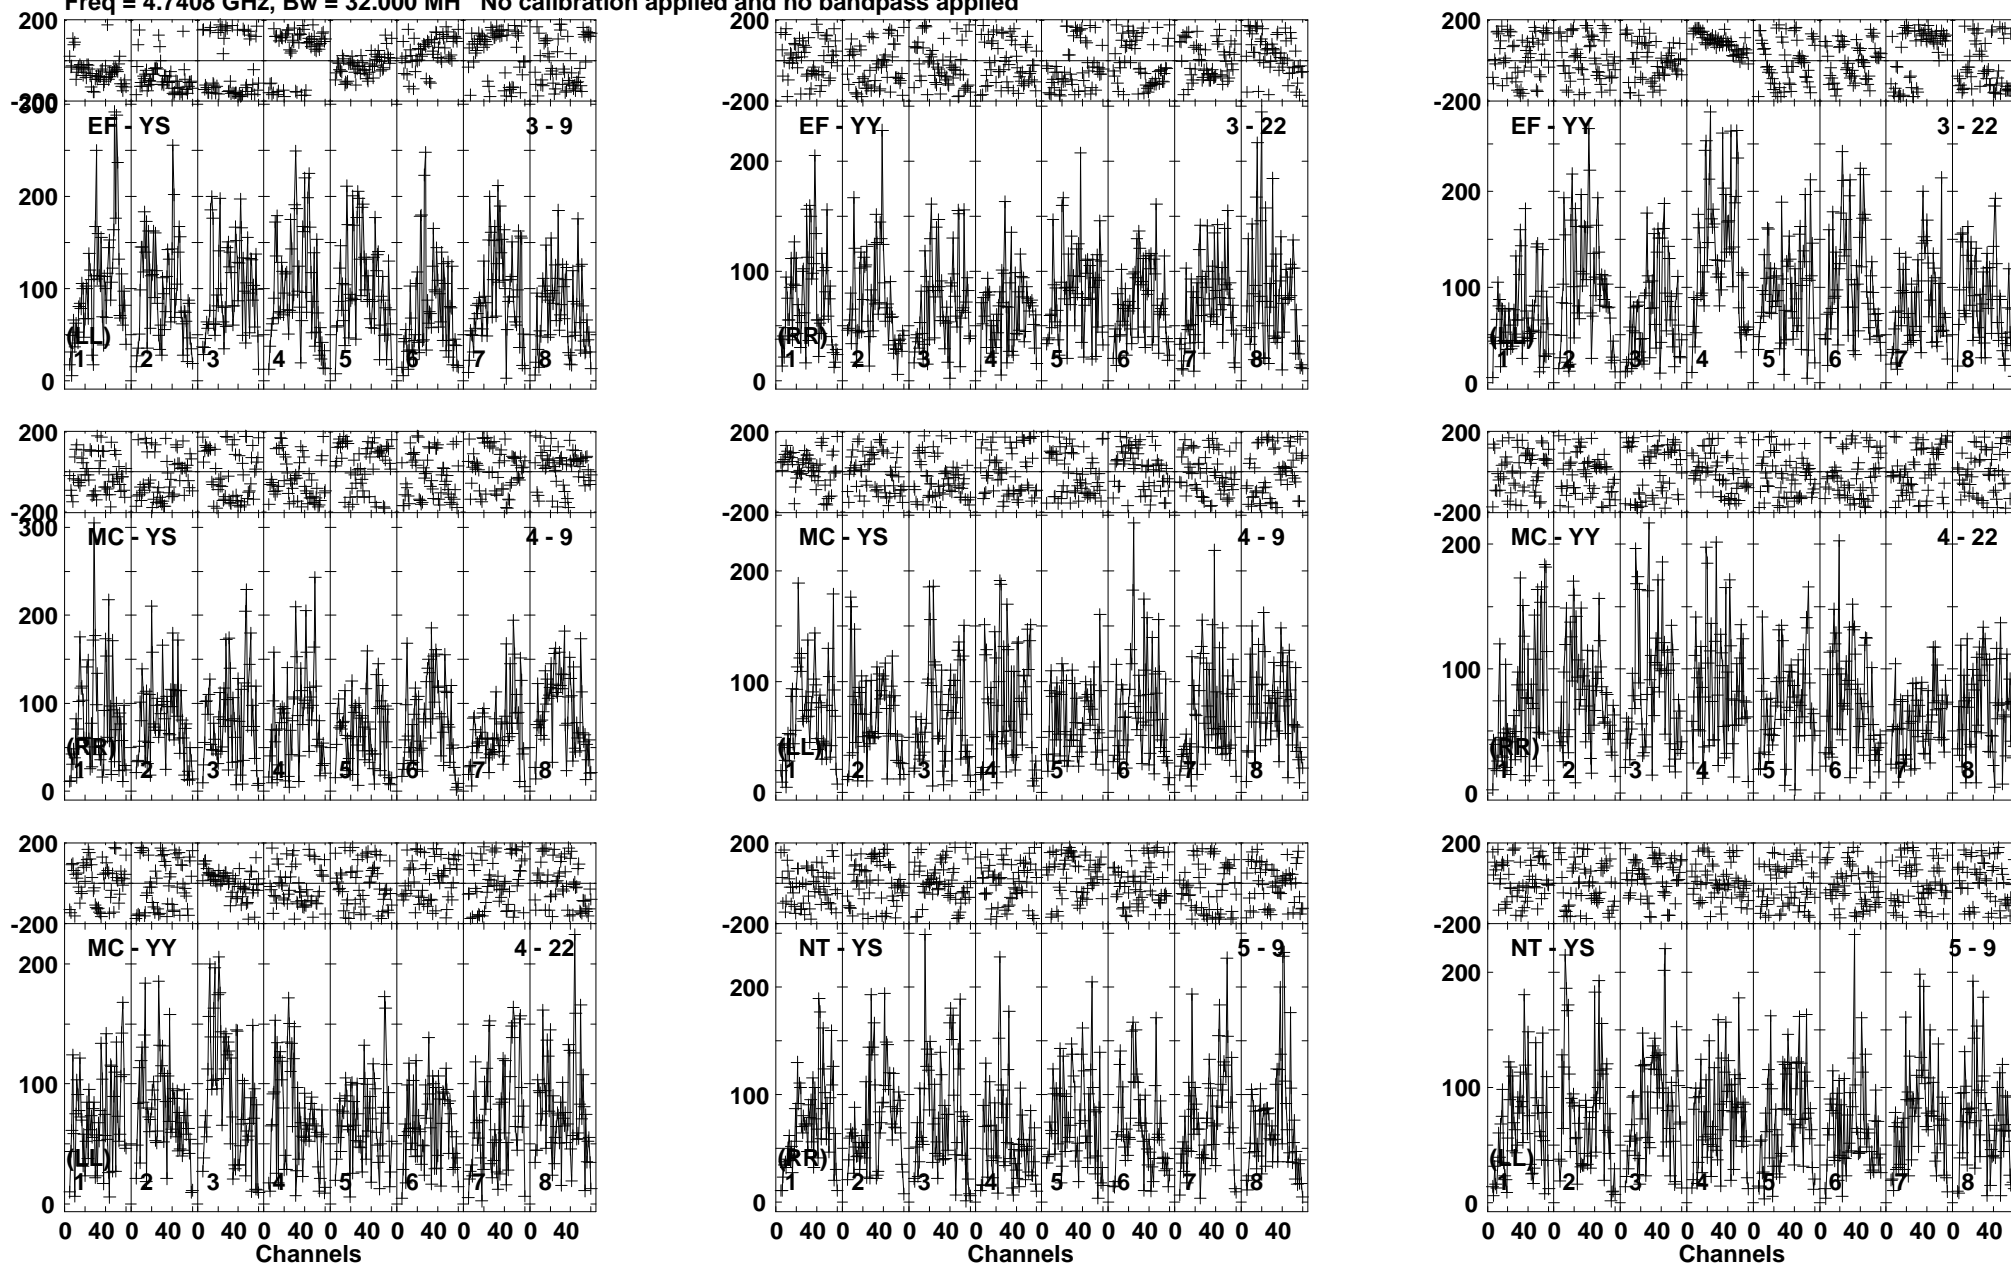 Freq = 4.7408 GHz, Bw = 32.000 MH No calibration applied and no bandpass applied
200 200 200
-200 -200 -200
300
EF - YS 3 - 9 EF - YY 3 - 22 EF - YY 3 - 22
200 200 200
100 100 100
(LL) (RR) (LL)
1 2 3 4 5 6 7 8 1 2 3 4 5 6 7 8 1 2 3 4 5 6 7 8
0 0 0
200 200 200
-200 -200 -200
300
MC - YS 4 - 9 MC - YS 4 - 9 MC - YY 4 - 22
200 200 200
100 100 100
(RR) (LL) (RR)
1 2 3 4 5 6 7 8 1 2 3 4 5 6 7 8 1 2 3 4 5 6 7 8
0 0 0
200 200 200
-200 -200
MC - YY 4 - 22 NT - YS 5 - 9 NT - YS 5 - 9
200 200 200
100 100 100
(LL) (RR) (LL)
1 2 3 4 5 6 7 8 1 2 3 4 5 6 7 8 1 2 3 4 5 6 7 8
0 0 0
0 40 0 40 0 40 0 40 0 40 0 40 0 40 0 40 0 40 0 40 0 40 0 40 0 40 0 40 0 40 0 40 0 40 0 40 0 40 0 40 0 40 0 40 0 40 0 40
Channels Channels Channels